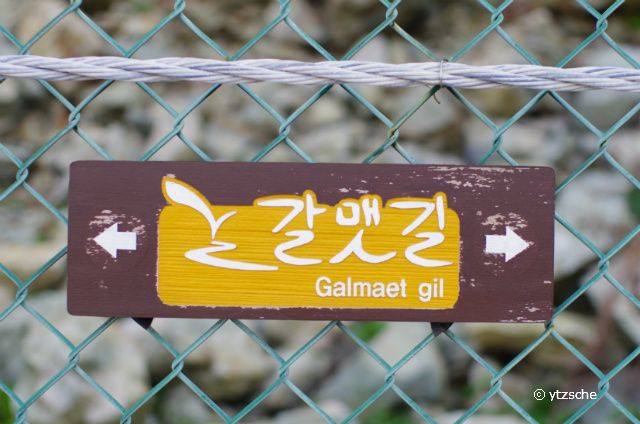 갈맷길
Galmaet gil
© ytzsche